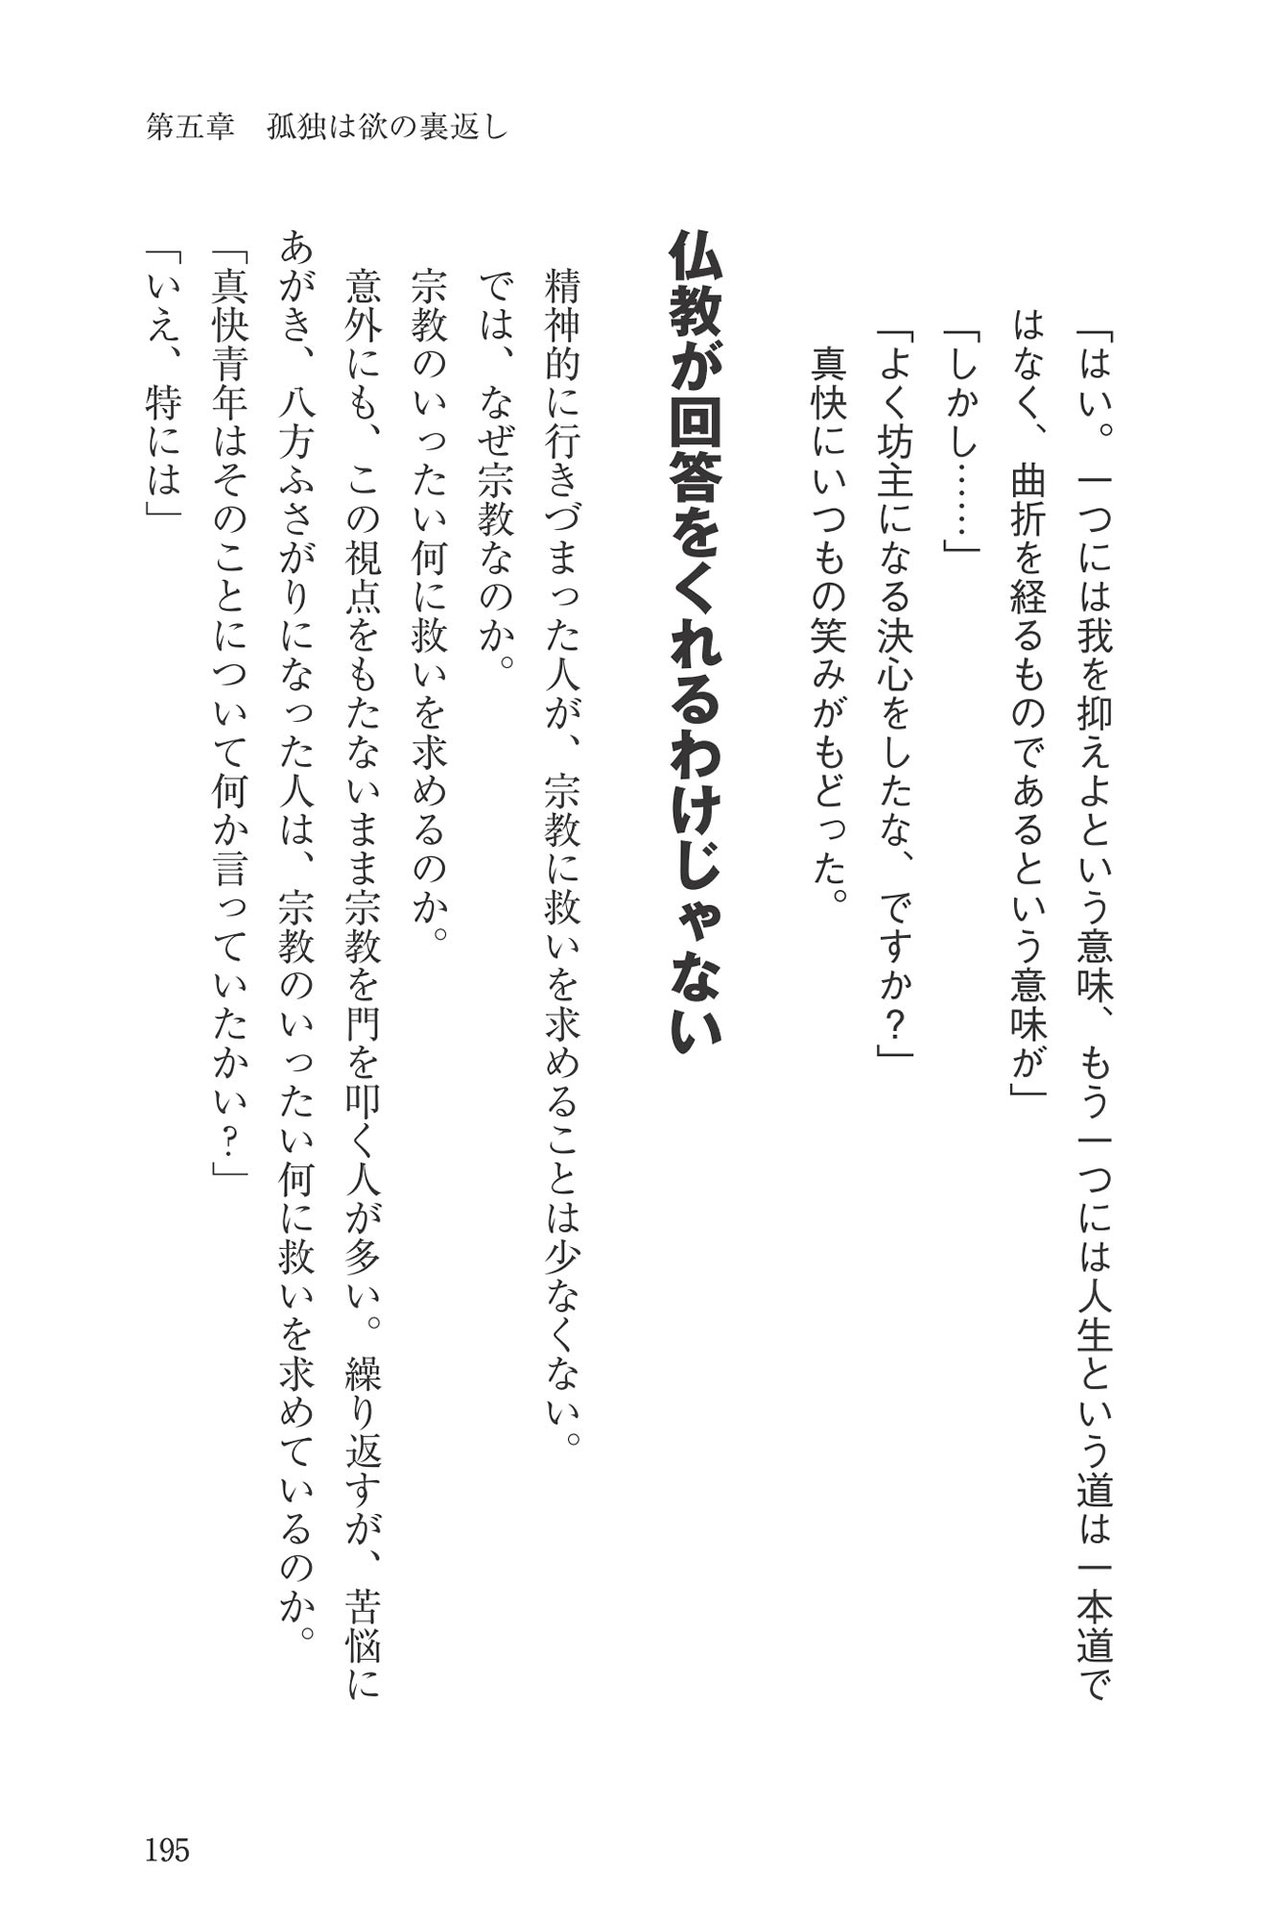 第五章　孤独は欲の裏返し
「はい。一つには我を抑えよという意味、もう一つには人生という道は一本道で
はなく、曲折を経るものであるという意味が」
「しかし……」
「よく坊主になる決心をしたな、ですか？」
真快にいつもの笑みがもどった。
仏教が回答をくれるわけじゃない
精神的に行きづまった人が、宗教に救いを求めることは少なくない。
では、なぜ宗教なのか。
宗教のいったい何に救いを求めるのか。
意外にも、この視点をもたないまま宗教を門を叩く人が多い。繰り返すが、苦悩に
あがき、八方ふさがりになった人は、宗教のいったい何に救いを求めているのか。
「真快青年はそのことについて何か言っていたかい？」
「いえ、特には」
195